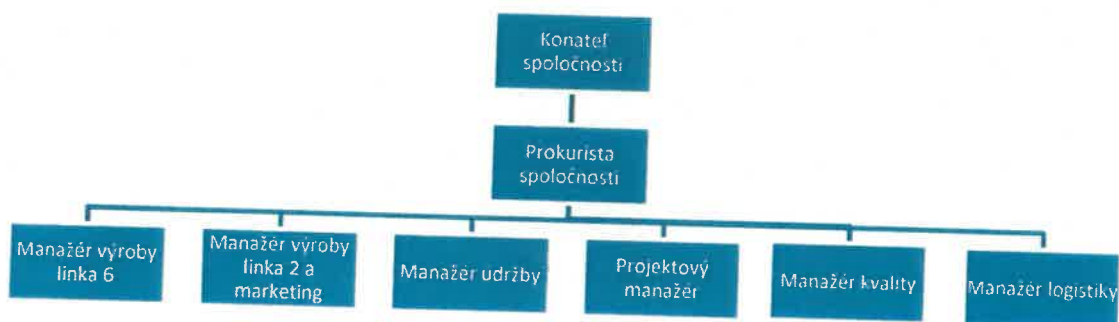 Konateľ
spoločnosti
Prokurista
spoločnosti
Manažér výroby
linka 6
Manažér výroby
linka 2 a
marketing
Manažér udržby
Projektový
manažér
Manažér kvality
Manažér logistiky